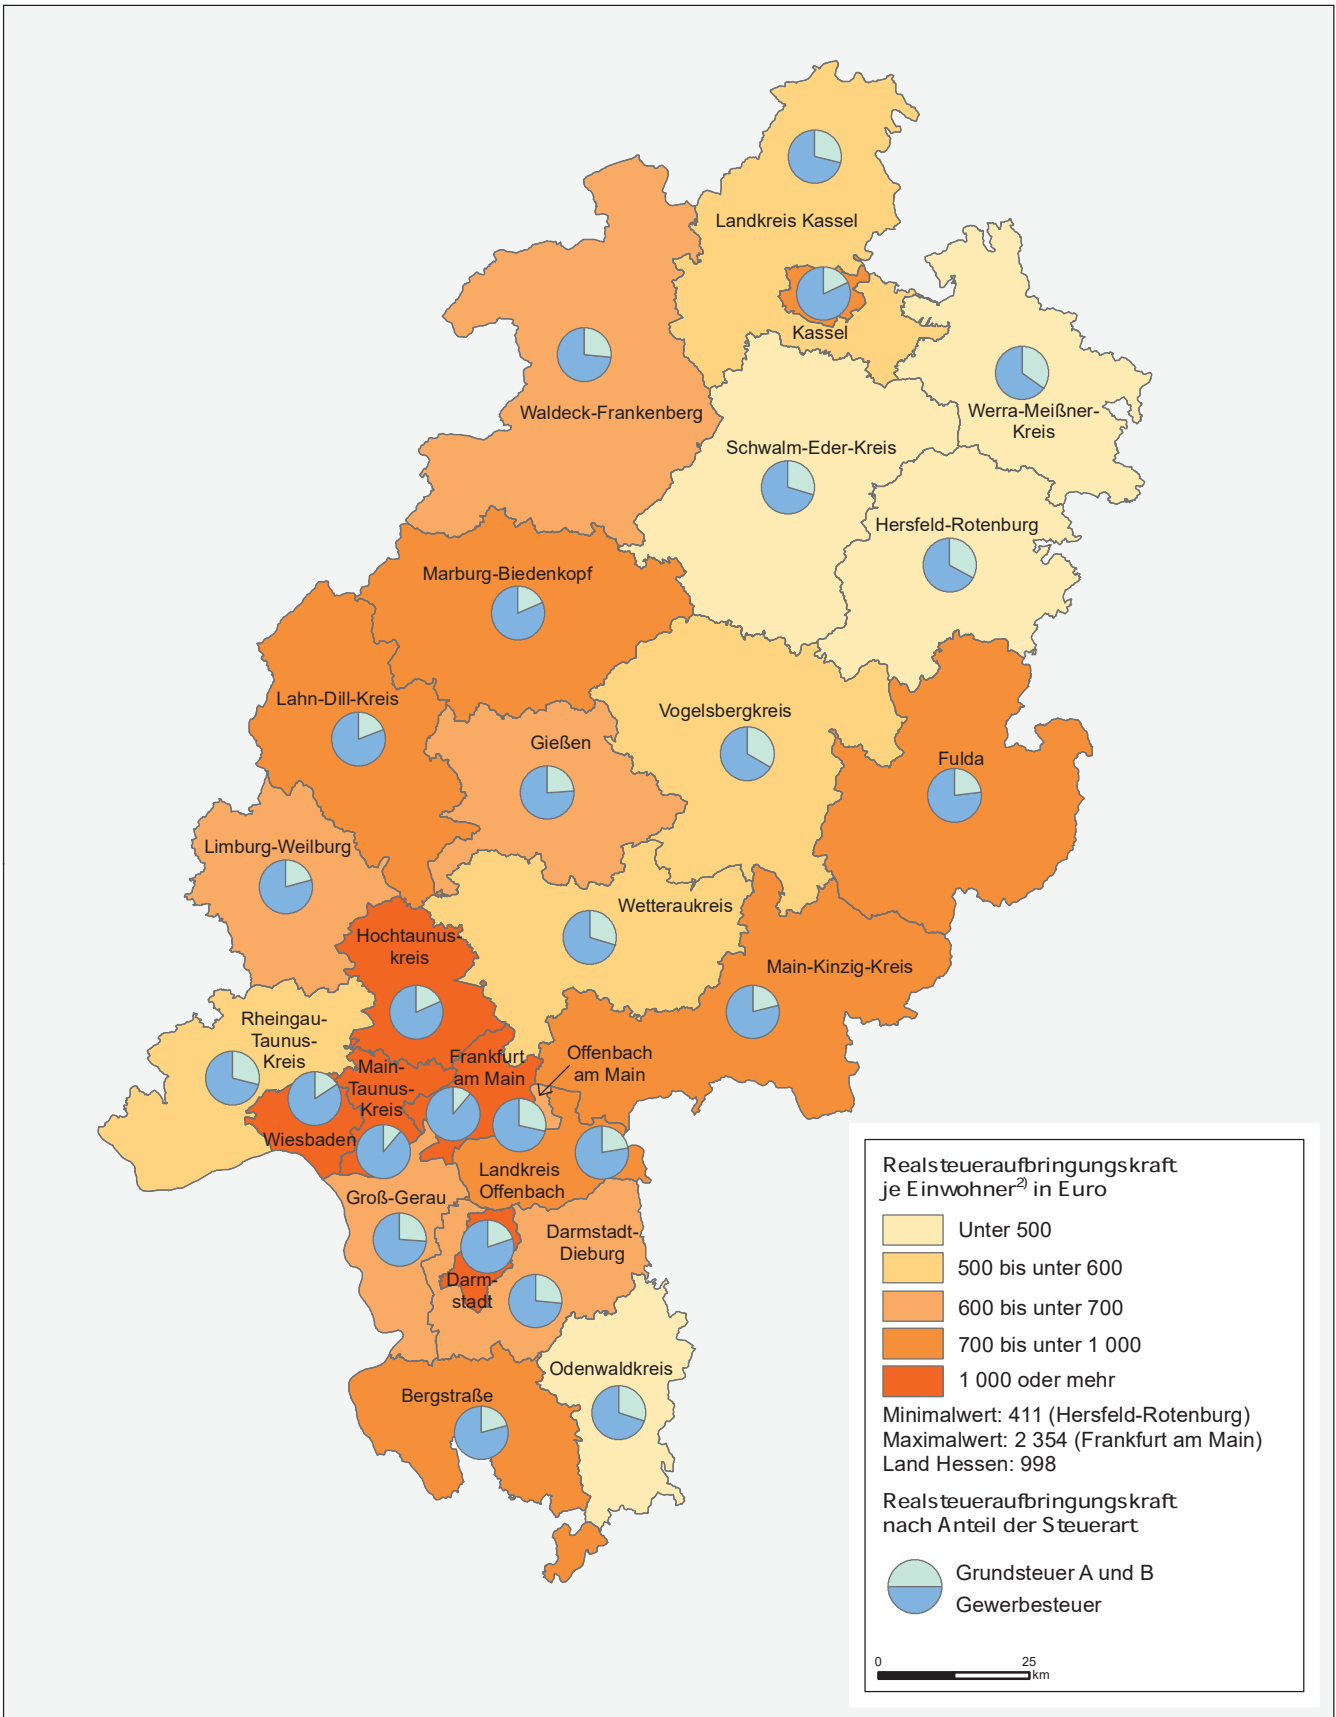 Landkreis Kassel
Kassel
Waldeck-Frankenberg
Werra-Meißner-
Kreis
Schwalm-Eder-Kreis
Hersfeld-Rotenburg
Marburg-Biedenkopf
Lahn-Dill-Kreis
Vogelsbergkreis
Gießen
Fulda
Limburg-Weilburg
Wetteraukreis
Hochtaunus-
kreis
Main-Kinzig-Kreis
Rheingau-
Taunus-
Kreis
Main-
Taunus-
Kreis
Frankfurt
am Main
Offenbach
am Main
Wiesbaden
Landkreis
Offenbach
Groß-Gerau
Darmstadt-
Dieburg
Darm-
stadt
Odenwaldkreis
Bergstraße
Realsteueraufbringungskraft
je Einwohner²⁾ in Euro
Unter 500
500 bis unter 600
600 bis unter 700
700 bis unter 1 000
1 000 oder mehr
Minimalwert: 411 (Hersfeld-Rotenburg)
Maximalwert: 2 354 (Frankfurt am Main)
Land Hessen: 998
Realsteueraufbringungskraft
nach Anteil der Steuerart
Grundsteuer A und B
Gewerbesteuer
0 25
km